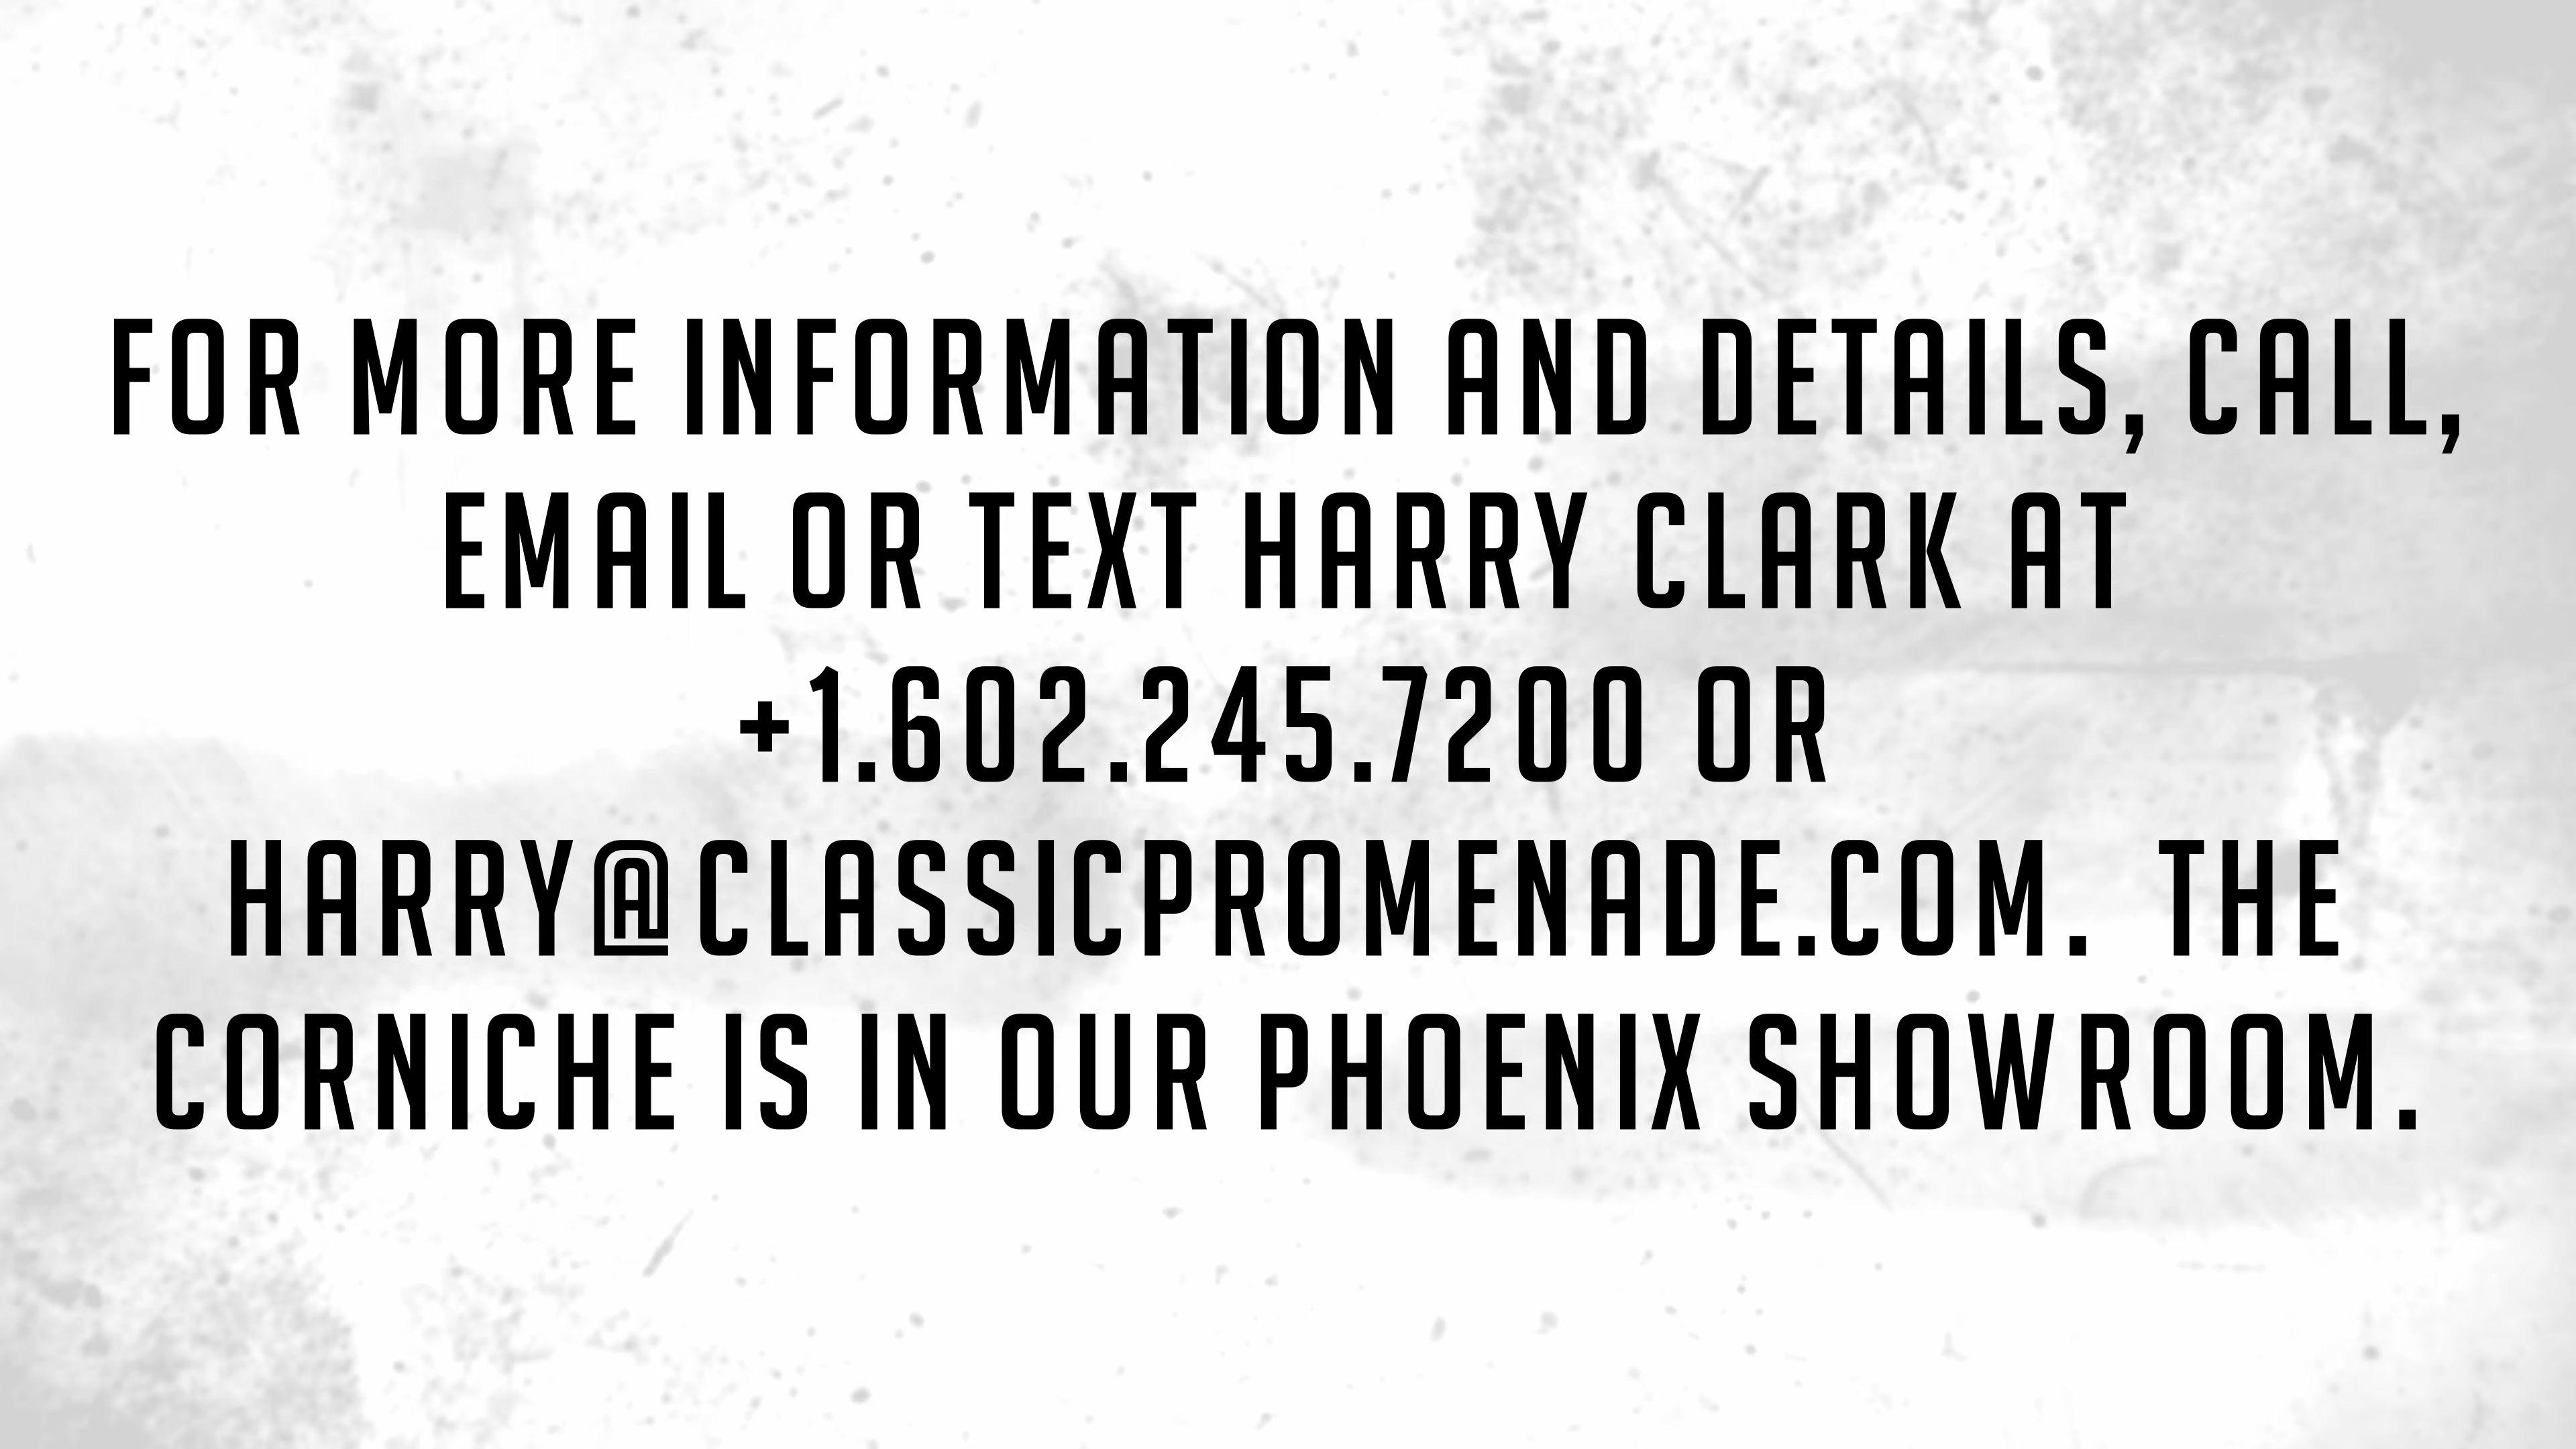 FOR MORE INFORMATION AND DETAILS, CALL,
EMAIL OR TEXT HARRY CLARK AT
+1.602.245.7200 OR
HARRY@CLASSICPROMENADE.COM. THE
CORNICHE IS IN OUR PHOENIX SHOWROOM.